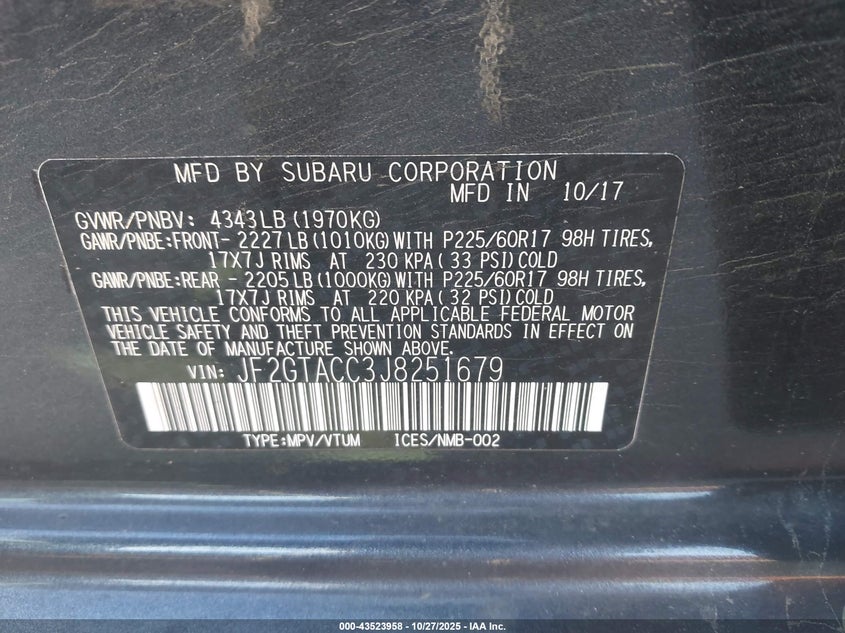 MFD BY SUBARU CORPORATION
MFD IN 10/17
GVWR/PNBV: 4343LB(1970KG)
GAWR/PNBE:FRONT- 2227LB(1010KG)WITH P225/60R17 98H TIRES,
17X7J RIMS AT 230 KPA( 33 PSI)COLD
GAWR/PNBE:REAR - 2205LB(1000KG)WITH P225/60R17 98H TIRES,
17X7J RIMS AT 220 KPA( 32 PSI)COLD
THIS VEHICLE CONFORMS TO ALL APPLICABLE FEDERAL MOTOR
VEHICLE SAFETY AND THEFT PREVENTION STANDARDS IN EFFECT ON
THE DATE OF MANUFACTURE SHOWN ABOVE.
VIN: JF2GTACC3J8251679
TYPE:MPV/VTUM ICES/NMB-002
000-43523958 - 10/27/2025 - IAA Inc.